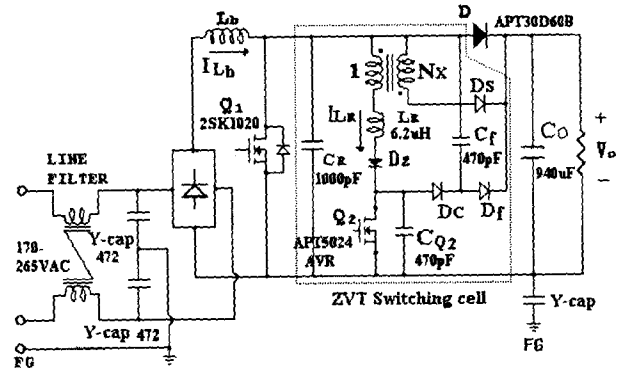 Lb
D
APT30D60B
ILb
1
Nx
Q1
2SK1020
DS
ILR
LR
6.2uH
Cf
470pF
CO
940uF
+
Vo
−
CR
1000pF
Dz
LINE
FILTER
Q2
APT5024
AVR
DC
Df
CQ2
470pF
170-
265VAC
Y-cap
472
ZVT Switching cell
Y-cap
Y-cap 472
FG
FG